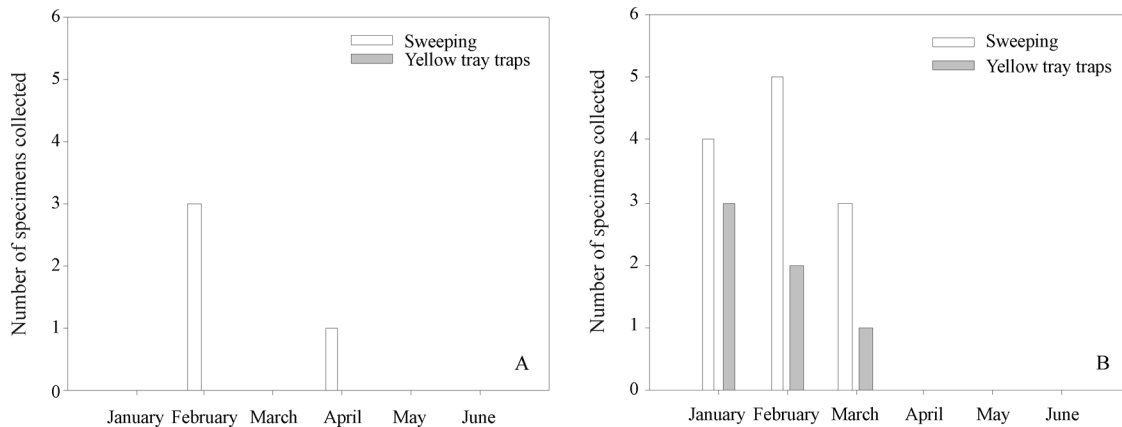 Number of specimens collected
6
5
4
3
2
1
0
Sweeping
Yellow tray traps
A
January February March April May June
Number of specimens collected
6
5
4
3
2
1
0
Sweeping
Yellow tray traps
B
January February March April May June